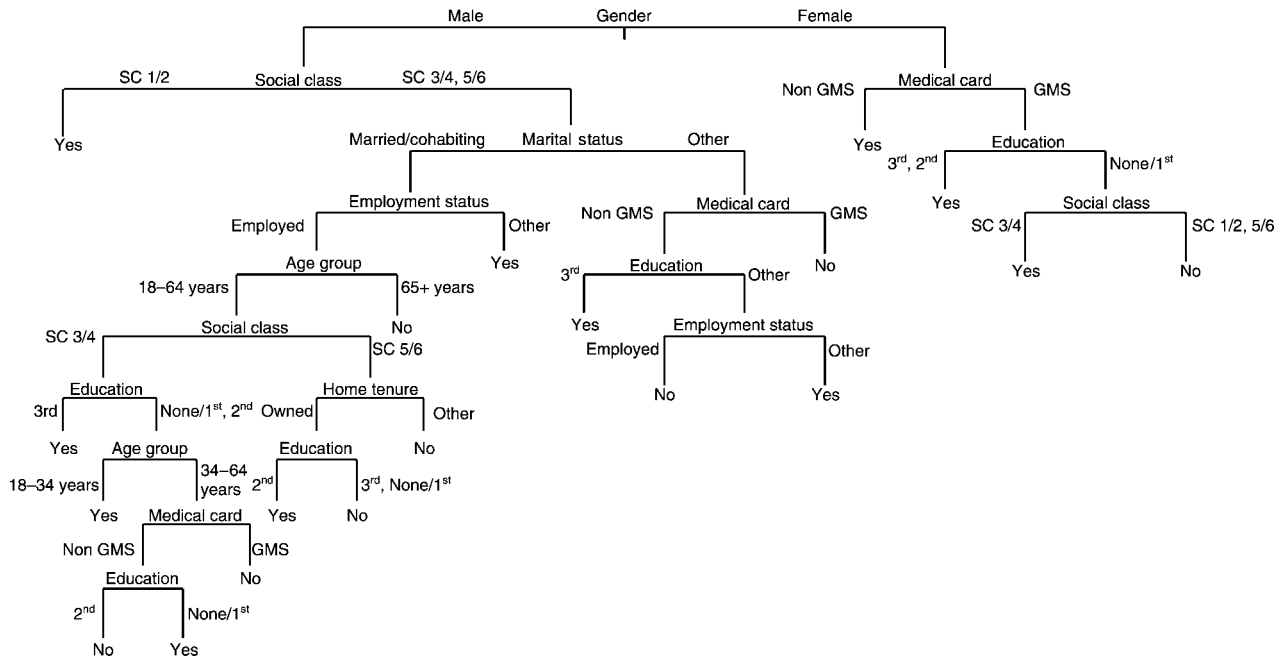 Male Gender Female
SC 1/2 Social class SC 3/4, 5/6
Non GMS Medical card GMS
Yes Married/cohabiting Marital status Other Yes Education
3rd, 2nd None/1st
Employment status Non GMS Medical card GMS Yes Social class
Employed Other SC 3/4 SC 1/2, 5/6
Age group Yes 3rd Education Other No Yes No
18–64 years 65+ years
Social class No Yes Employment status
SC 3/4 SC 5/6 Employed Other
Education Home tenure No Yes
3rd None/1st, 2nd Owned Other
Yes Age group Education No
18–34 years 34–64 years 2nd 3rd, None/1st
Yes Medical card Yes No
Non GMS GMS
Education No
2nd None/1st
No Yes